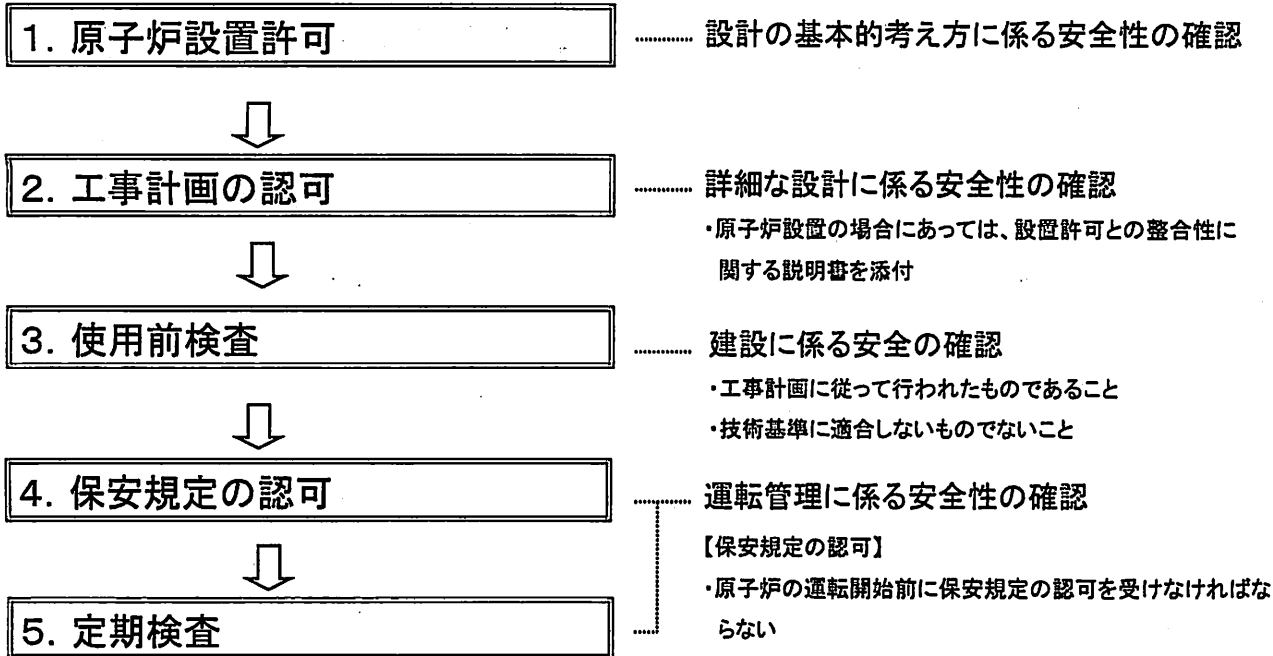 1. 原子炉設置許可
設計の基本的考え方に係る安全性の確認
2. 工事計画の認可
詳細な設計に係る安全性の確認
・原子炉設置の場合にあっては、設置許可との整合性に
関する説明書を添付
3. 使用前検査
建設に係る安全の確認
・工事計画に従って行われたものであること
・技術基準に適合しないものでないこと
4. 保安規定の認可
運転管理に係る安全性の確認
【保安規定の認可】
・原子炉の運転開始前に保安規定の認可を受けなければな
らない
5. 定期検査